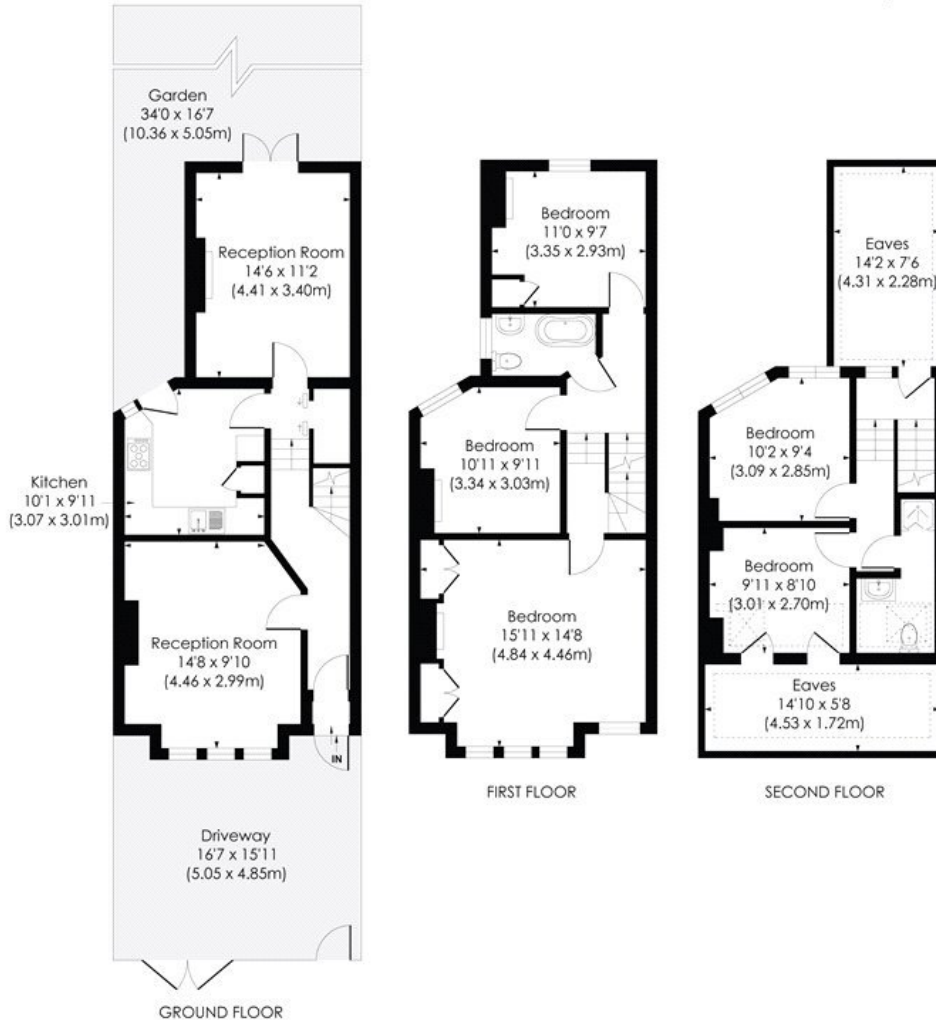 Garden
34'0 x 16'7
(10.36 x 5.05m)
Reception Room
14'6 x 11'2
(4.41 x 3.40m)
Kitchen
10'1 x 9'11
(3.07 x 3.01m)
Reception Room
14'8 x 9'10
(4.46 x 2.99m)
IN
Driveway
16'7 x 15'11
(5.05 x 4.85m)
GROUND FLOOR
Bedroom
11'0 x 9'7
(3.35 x 2.93m)
Bedroom
10'11 x 9'11
(3.34 x 3.03m)
Bedroom
15'11 x 14'8
(4.84 x 4.46m)
FIRST FLOOR
Eaves
14'2 x 7'6
(4.31 x 2.28m)
Bedroom
10'2 x 9'4
(3.09 x 2.85m)
Bedroom
9'11 x 8'10
(3.01 x 2.70m)
Eaves
14'10 x 5'8
(4.53 x 1.72m)
SECOND FLOOR